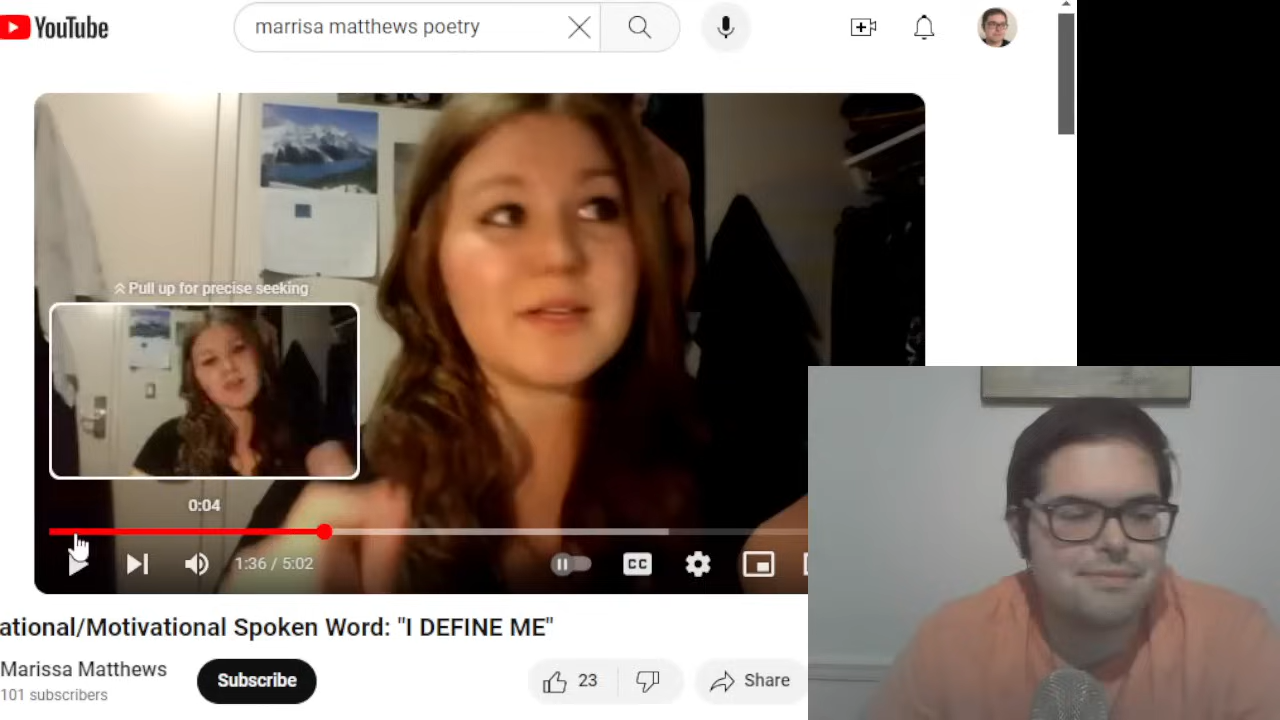 YouTube
marrisa matthews poetry
Pull up for precise seeking
0:04
1:36 / 5:02
CC
ational/Motivational Spoken Word: "I DEFINE ME"
Marissa Matthews
101 subscribers
Subscribe
23
Share